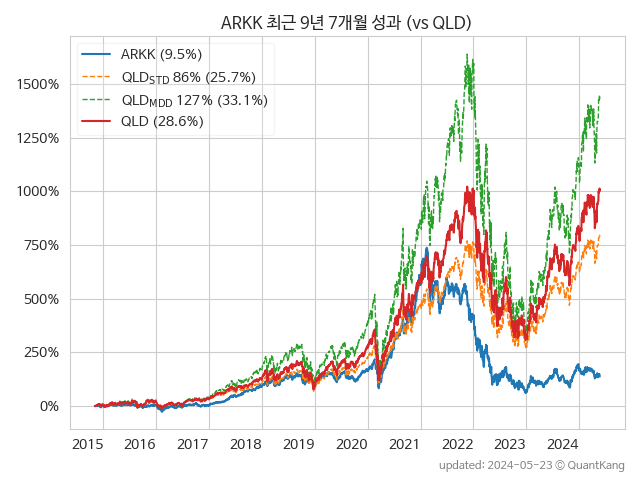 ARKK 최근 9년 7개월 성과 (vs QLD)
ARKK (9.5%)
QLDSTD 86% (25.7%)
QLDMDD 127% (33.1%)
QLD (28.6%)
1500%
1250%
1000%
750%
500%
250%
0%
2015 2016 2017 2018 2019 2020 2021 2022 2023 2024
updated: 2024-05-23 © QuantKang